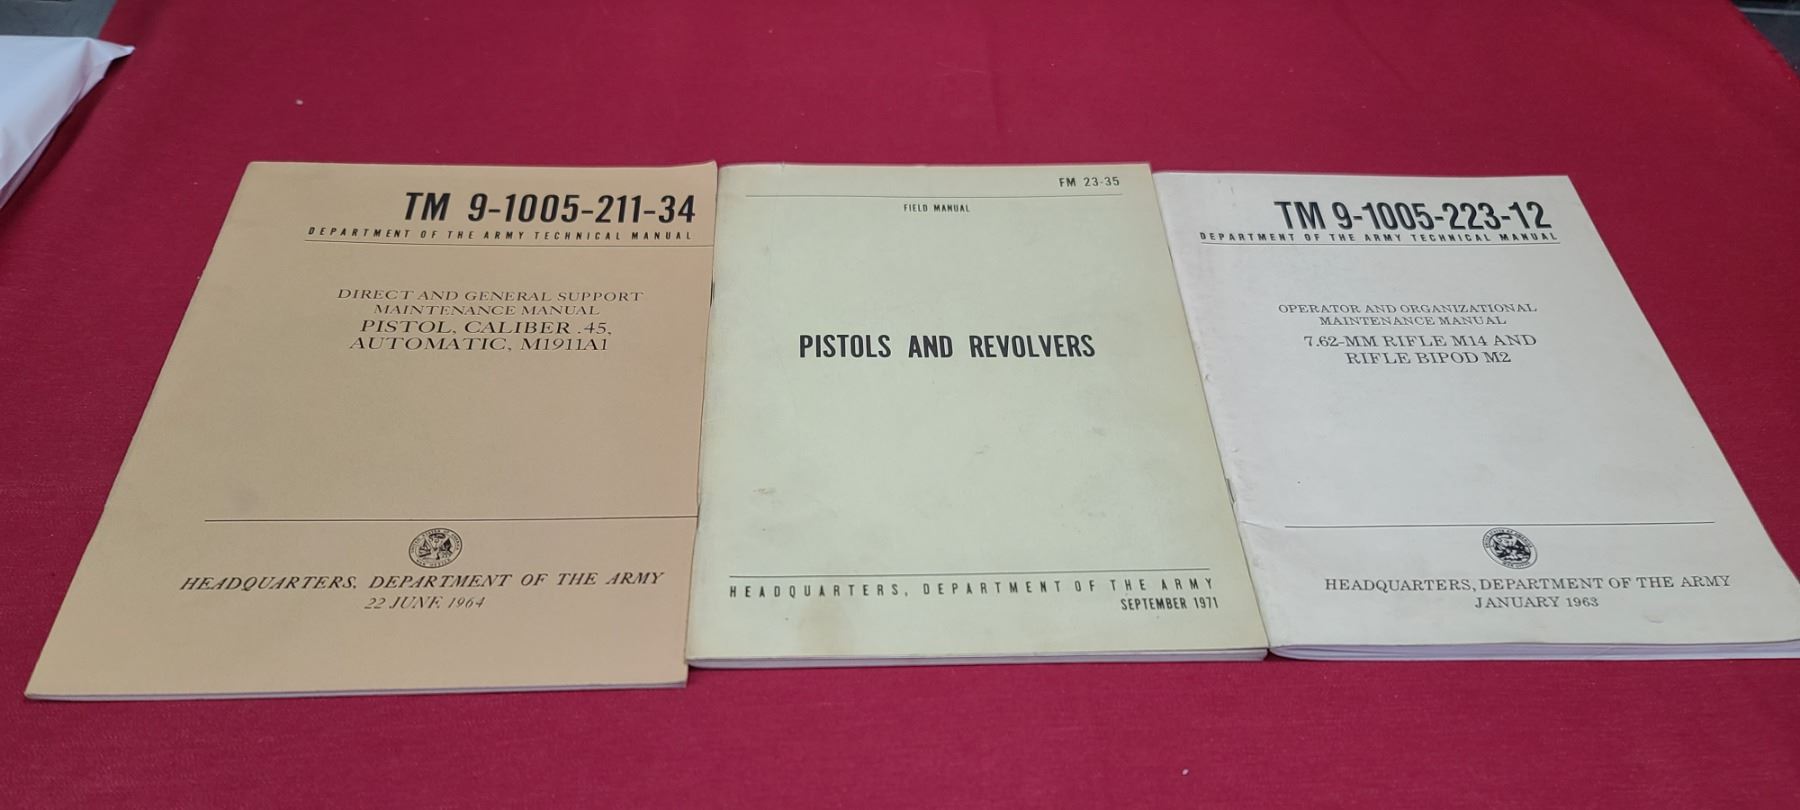 TM 9-1005-211-34
DEPARTMENT OF THE ARMY TECHNICAL MANUAL
DIRECT AND GENERAL SUPPORT
MAINTENANCE MANUAL
PISTOL, CALIBER .45,
AUTOMATIC, M1911A1
HEADQUARTERS, DEPARTMENT OF THE ARMY
22 JUNE 1964
FM 23-35
FIELD MANUAL
PISTOLS AND REVOLVERS
HEADQUARTERS, DEPARTMENT OF THE ARMY
SEPTEMBER 1971
TM 9-1005-223-12
DEPARTMENT OF THE ARMY TECHNICAL MANUAL
OPERATOR AND ORGANIZATIONAL
MAINTENANCE MANUAL
7.62-MM RIFLE M14 AND
RIFLE BIPOD M2
HEADQUARTERS, DEPARTMENT OF THE ARMY
JANUARY 1963